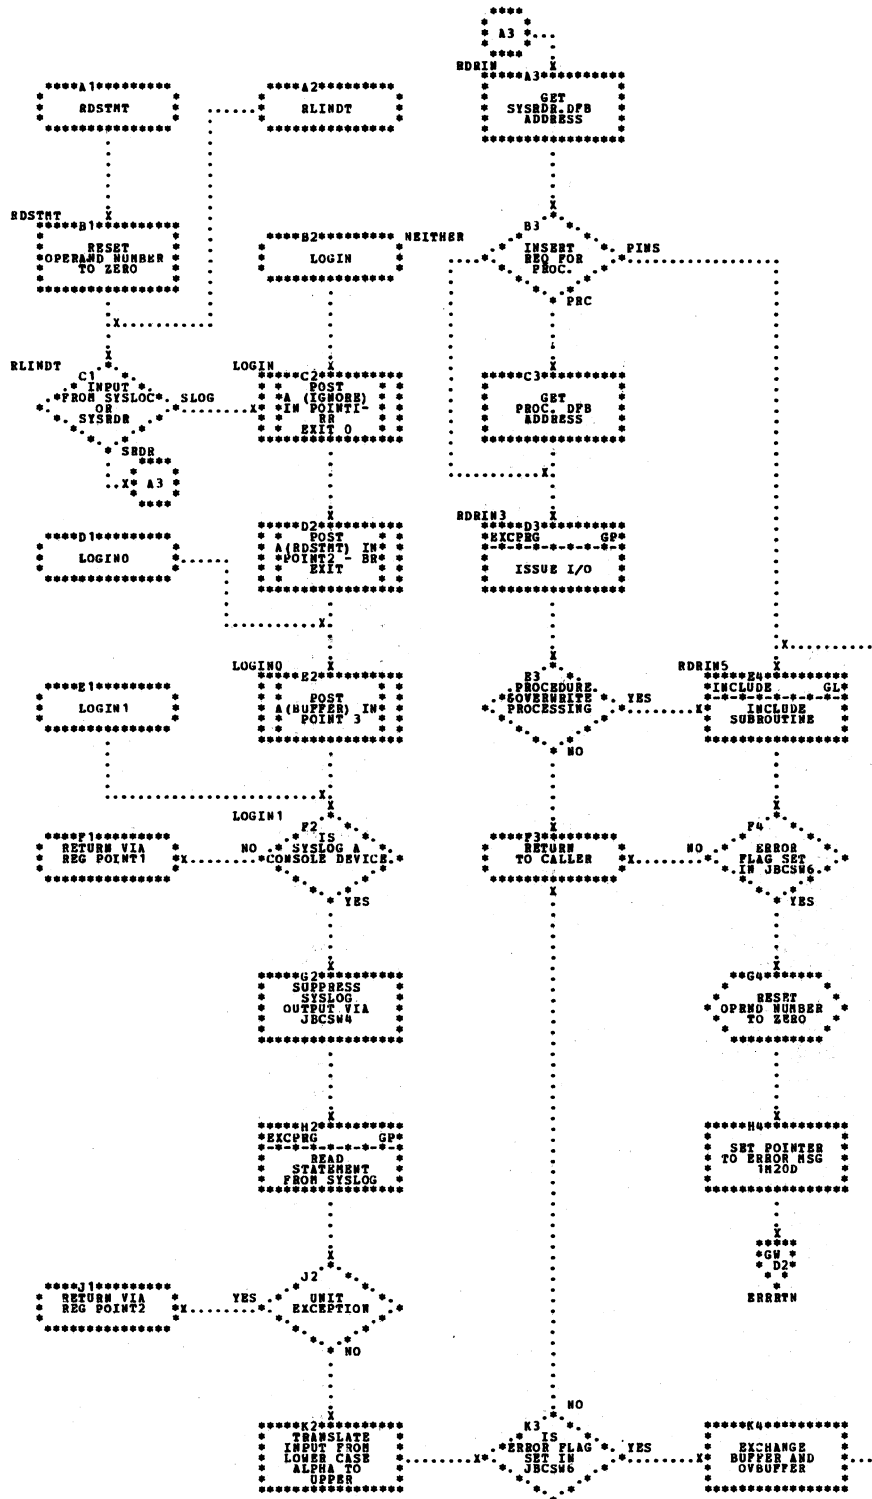 A3
RDRIN
A1
RDSTMT
A2
RLINDT
A3
GET
SYSRDR.DFB
ADDRESS
RDSTMT
B1
RESET
OPERAND NUMBER
TO ZERO
B2
LOGIN
NEITHER
B3
INSERT
REQ FOR
PROC.
PINS
PRC
RLINDT
C1
INPUT
FROM SYSLOC
OR
SYSRDR
SLOG
SRDR
A3
LOGIN
C2
POST
A (IGNORE)
IN POINT1-
RR
EXIT 0
C3
GET
PROC. DFB
ADDRESS
D1
LOGIN0
D2
POST
A(RDSTMT) IN
POINT2 - BR
EXIT
RDRIN3
D3
EXCPRG GP
ISSUE I/O
E1
LOGIN1
LOGIN0
E2
POST
A(BUFFER) IN
POINT 3
E3
PROCEDURE
&OVERWRITE
PROCESSING
YES
NO
RDRIN5
E4
INCLUDE GL
INCLUDE
SUBROUTINE
F1
RETURN VIA
REG POINT1
NO
LOGIN1
F2
IS
SYSLOG A
CONSOLE DEVICE
YES
F3
RETURN
TO CALLER
NO
F4
ERROR
FLAG SET
IN JBCSW6
YES
G2
SUPPRESS
SYSLOG
OUTPUT VIA
JBCSW4
G4
RESET
OPRND NUMBER
TO ZERO
H2
EXCPRG GP
READ
STATEMENT
FROM SYSLOG
H4
SET POINTER
TO ERROR MSG
1M20D
GW
D2
ERRRTN
J1
RETURN VIA
REG POINT2
YES
J2
UNIT
EXCEPTION
NO
K2
TRANSLATE
INPUT FROM
LOWER CASE
ALPHA TO
UPPER
NO
K3
IS
ERROR FLAG
SET IN
JBCSW6
YES
K4
EXCHANGE
BUFFER AND
OVBUFFER